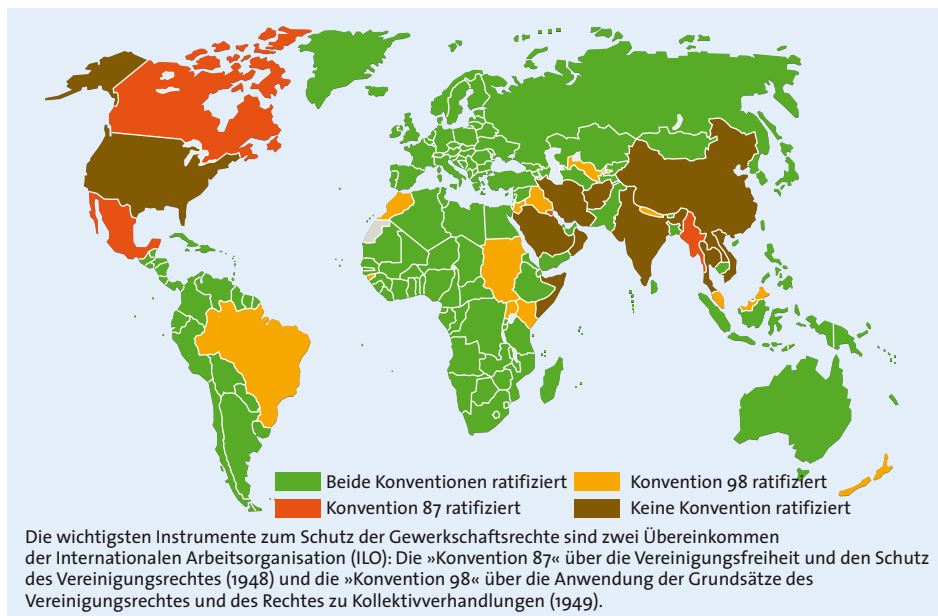 Beide Konventionen ratifiziert
Konvention 98 ratifiziert
Konvention 87 ratifiziert
Keine Konvention ratifiziert
Die wichtigsten Instrumente zum Schutz der Gewerkschaftsrechte sind zwei Übereinkommen
der Internationalen Arbeitsorganisation (ILO): Die »Konvention 87« über die Vereinigungsfreiheit und den Schutz
des Vereinigungsrechtes (1948) und die »Konvention 98« über die Anwendung der Grundsätze des
Vereinigungsrechtes und des Rechtes zu Kollektivverhandlungen (1949).